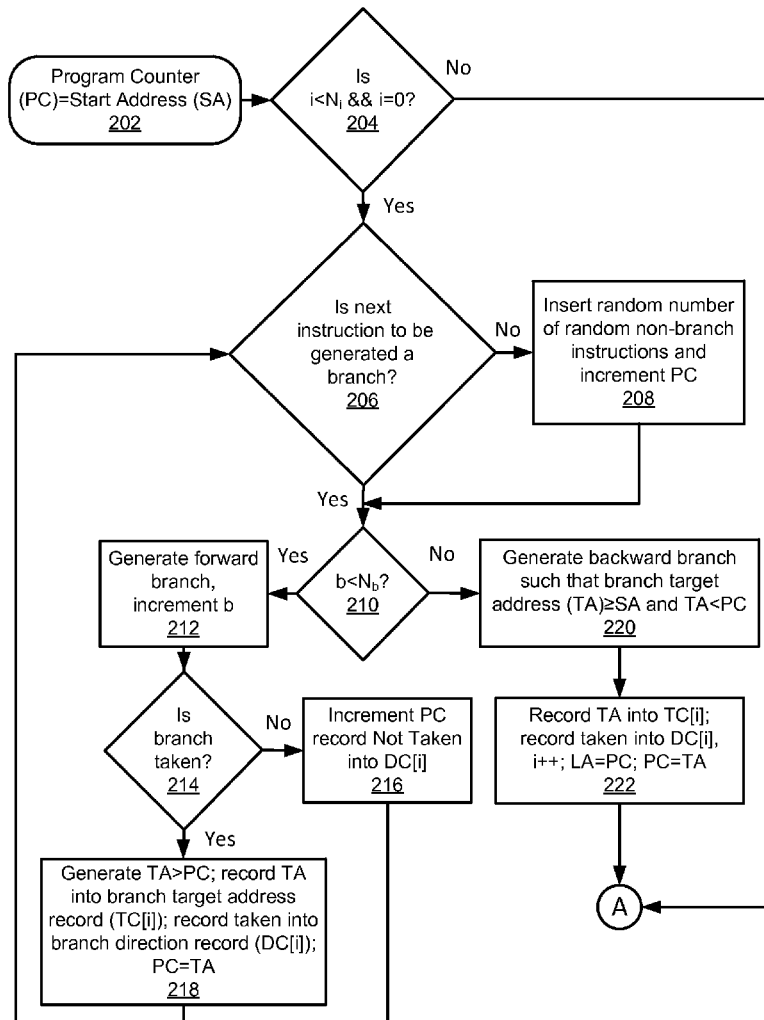 Program Counter
(PC)=Start Address (SA)
202
Is
i<Nᵢ && i=0?
204
No
Yes
Is next
instruction to be
generated a
branch?
206
No
Insert random number
of random non-branch
instructions and
increment PC
208
Yes
Generate forward
branch,
increment b
212
Yes
b<N_b?
210
No
Generate backward branch
such that branch target
address (TA)≥SA and TA<PC
220
Is
branch
taken?
214
No
Increment PC
record Not Taken
into DC[i]
216
Record TA into TC[i];
record taken into DC[i],
i++; LA=PC; PC=TA
222
Yes
Generate TA>PC; record TA
into branch target address
record (TC[i]); record taken into
branch direction record (DC[i]);
PC=TA
218
A